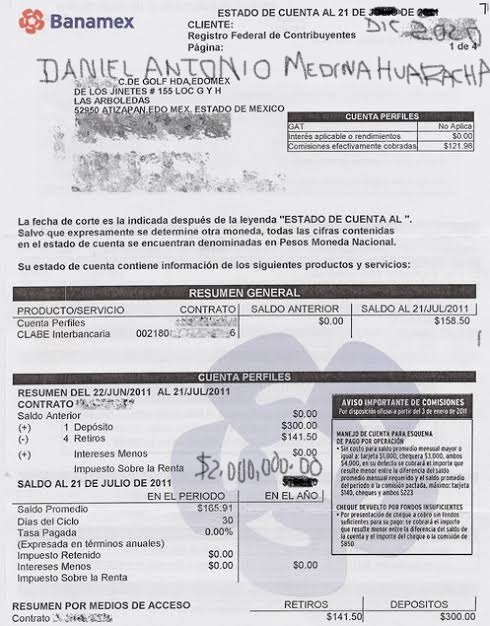 Banamex
ESTADO DE CUENTA AL 21 DE DE
DIC 2020
CLIENTE:
Registro Federal de Contribuyentes
Página: 1 de 4
DANIEL ANTONIO MEDINA HUARACHA
C.DE GOLF HDA,EDOMEX
DE LOS JINETES # 155 LOC G Y H
LAS ARBOLEDAS
52950 ATIZAPAN,EDO MEX, ESTADO DE MEXICO
CUENTA PERFILES
GAT No Aplica
Interés aplicable o rendimientos $0.00
Comisiones efectivamente cobradas $121.96
La fecha de corte es la indicada después de la leyenda "ESTADO DE CUENTA AL ".
Salvo que expresamente se determine otra moneda, todas las cifras contenidas
en el estado de cuenta se encuentran denominadas en Pesos Moneda Nacional.
Su estado de cuenta contiene información de los siguientes productos y servicios:
RESUMEN GENERAL
PRODUCTO/SERVICIO CONTRATO SALDO ANTERIOR SALDO AL 21/JUL/2011
Cuenta Perfiles $0.00 $158.50
CLABE Interbancaria 002180 6
CUENTA PERFILES
RESUMEN DEL 22/JUN/2011 AL 21/JUL/2011
CONTRATO
Saldo Anterior $0.00
(+) 1 Depósito $300.00
(-) 4 Retiros $141.50
(+) Intereses Menos $0.00
Impuesto Sobre la Renta
$2,000,000.00
SALDO AL 21 DE JULIO DE 2011
EN EL PERIODO EN EL AÑO
Saldo Promedio $165.91
Días del Ciclo 30
Tasa Pagada 0.00%
(Expresada en términos anuales)
Impuesto Retenido $0.00
Intereses Menos $0.00 $0.00
Impuesto Sobre la Renta
AVISO IMPORTANTE DE COMISIONES
Por disposición oficial a partir del 3 de enero de 2011
MANEJO DE CUENTA PARA ESQUEMA
DE PAGO POR OPERACIÓN
• Sin costo para saldo promedio mensual mayor o
igual a: tarjeta $1,000, chequera $3,000, ambos
$4,000, en su defecto se cobrará el importe que
resulte menor entre la diferencia del saldo
promedio mensual requerido y el saldo promedio
del periodo o la comisión pactada, máximo: tarjeta
$140, cheques y ambos $223
CHEQUE DEVUELTO POR FONDOS INSUFICIENTES
• Por presentación de cheque a cobro sin fondos
suficientes para su pago: se cobrará el importe
que resulte menor entre la diferencia del saldo de
la cuenta y el importe del cheque o la comisión de
$850
RESUMEN POR MEDIOS DE ACCESO RETIROS DEPOSITOS
Contrato $141.50 $300.00